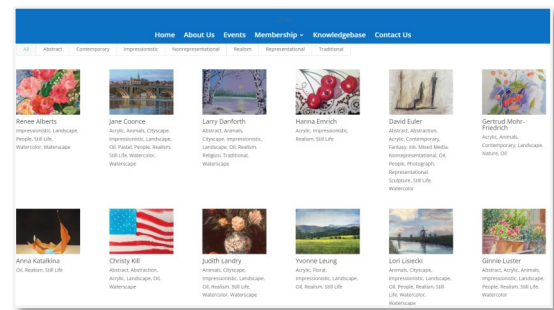 Home About Us Events Membership Knowledgebase Contact Us
All Abstract Contemporary Impressionistic Nonrepresentational Realism Representational Traditional
Renee Alberts
Impressionistic, Landscape,
People, Still Life,
Watercolor, Waterscape
Jane Coonce
Acrylic, Animals, Cityscape,
Impressionistic, Landscape,
Oil, Pastel, People, Realism,
Still Life, Watercolor,
Waterscape
Larry Danforth
Abstract, Animals,
Cityscape, Impressionistic,
Landscape, Oil, Realism,
Religion, Traditional,
Waterscape
Hanna Emrich
Acrylic, Impressionistic,
Realism, Still Life
David Euler
Abstract, Abstraction,
Acrylic, Contemporary,
Fantasy, Ink, Mixed Media,
Nonrepresentational, Oil,
People, Photograph,
Representational,
Sculpture, Still Life,
Watercolor
Gertrud Mohr-
Friedrich
Acrylic, Animals,
Contemporary, Landscape,
Nature, Oil
Anna Katalkina
Oil, Realism, Still Life
Christy Kill
Abstract, Abstraction,
Acrylic, Landscape, Oil,
Waterscape
Judith Landry
Animals, Cityscape,
Impressionistic, Landscape,
Oil, Realism, Still Life,
Watercolor, Waterscape
Yvonne Leung
Acrylic, Floral,
Impressionistic, Landscape,
Oil, Realism, Still Life
Lori Lisiecki
Animals, Cityscape,
Impressionistic, Landscape,
Oil, People, Realism, Still
Life, Watercolor,
Waterscape
Ginnie Luster
Abstract, Acrylic, Animals,
Impressionistic, Landscape,
People, Realism, Still Life,
Watercolor